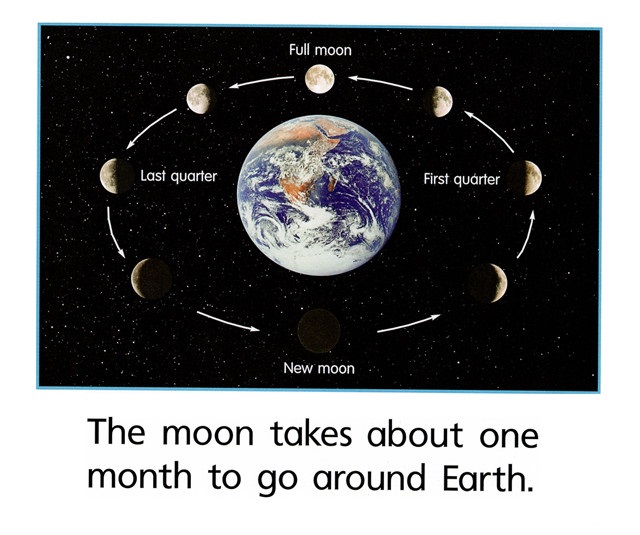 Full moon
Last quarter
First quarter
New moon
The moon takes about one
month to go around Earth.